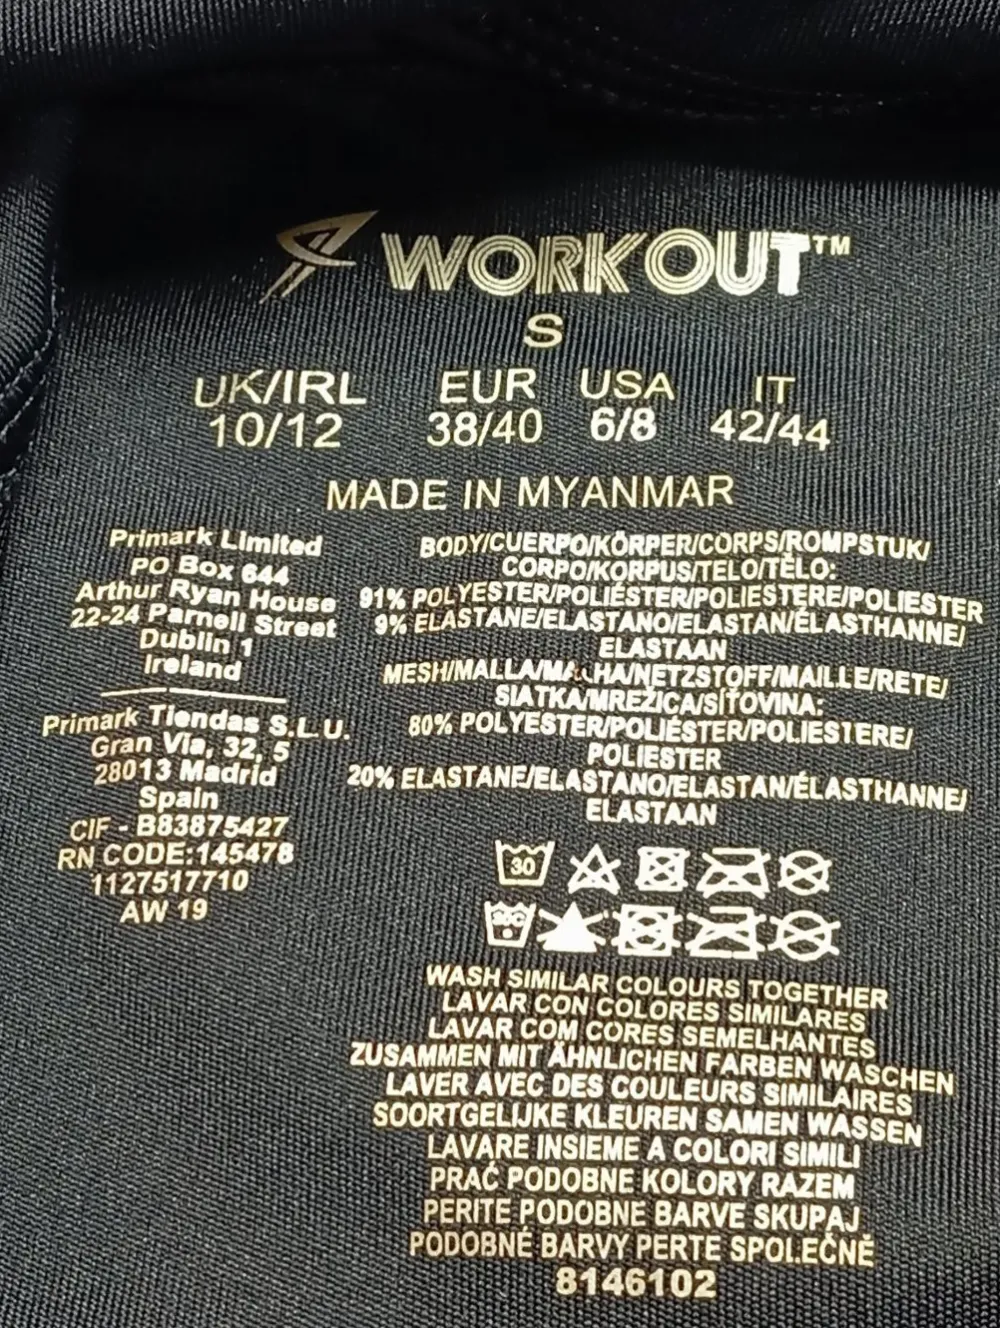 WORKOUT™
S
UK/IRL EUR USA IT
10/12 38/40 6/8 42/44
MADE IN MYANMAR
Primark Limited
PO Box 644
Arthur Ryan House
22-24 Parnell Street
Dublin 1
Ireland
Primark Tiendas S.L.U.
Gran Via, 32, 5
28013 Madrid
Spain
CIF - B83875427
RN CODE:145478
1127517710
AW 19
BODY/CUERPO/KÖRPER/CORPS/ROMPSTUK/
CORPO/KORPUS/TELO/TĚLO:
91% POLYESTER/POLIÉSTER/POLIESTERE/POLIESTER
9% ELASTANE/ELASTANO/ELASTAN/ÉLASTHANNE/
ELASTAAN
MESH/MALLA/MALHA/NETZSTOFF/MAILLE/RETE/
SIATKA/MREŽICA/SÍŤOVINA:
80% POLYESTER/POLIÉSTER/POLIESTERE/
POLIESTER
20% ELASTANE/ELASTANO/ELASTAN/ÉLASTHANNE/
ELASTAAN
30
WASH SIMILAR COLOURS TOGETHER
LAVAR CON COLORES SIMILARES
LAVAR COM CORES SEMELHANTES
ZUSAMMEN MIT ÄHNLICHEN FARBEN WASCHEN
LAVER AVEC DES COULEURS SIMILAIRES
SOORTGELIJKE KLEUREN SAMEN WASSEN
LAVARE INSIEME A COLORI SIMILI
PRAĆ PODOBNE KOLORY RAZEM
PERITE PODOBNE BARVE SKUPAJ
PODOBNÉ BARVY PERTE SPOLEČNĚ
8146102